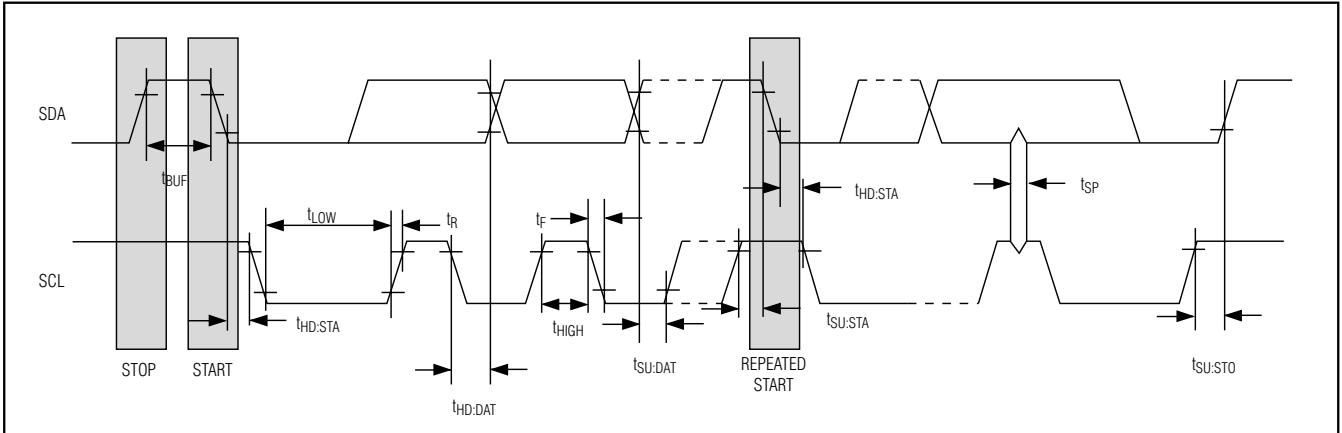 SDA
tBUF
tHD:STA
tSP
tLOW
tR
tF
SCL
tHD:STA
tHIGH
tSU:STA
STOP
START
tSU:DAT
REPEATED
START
tSU:STO
tHD:DAT